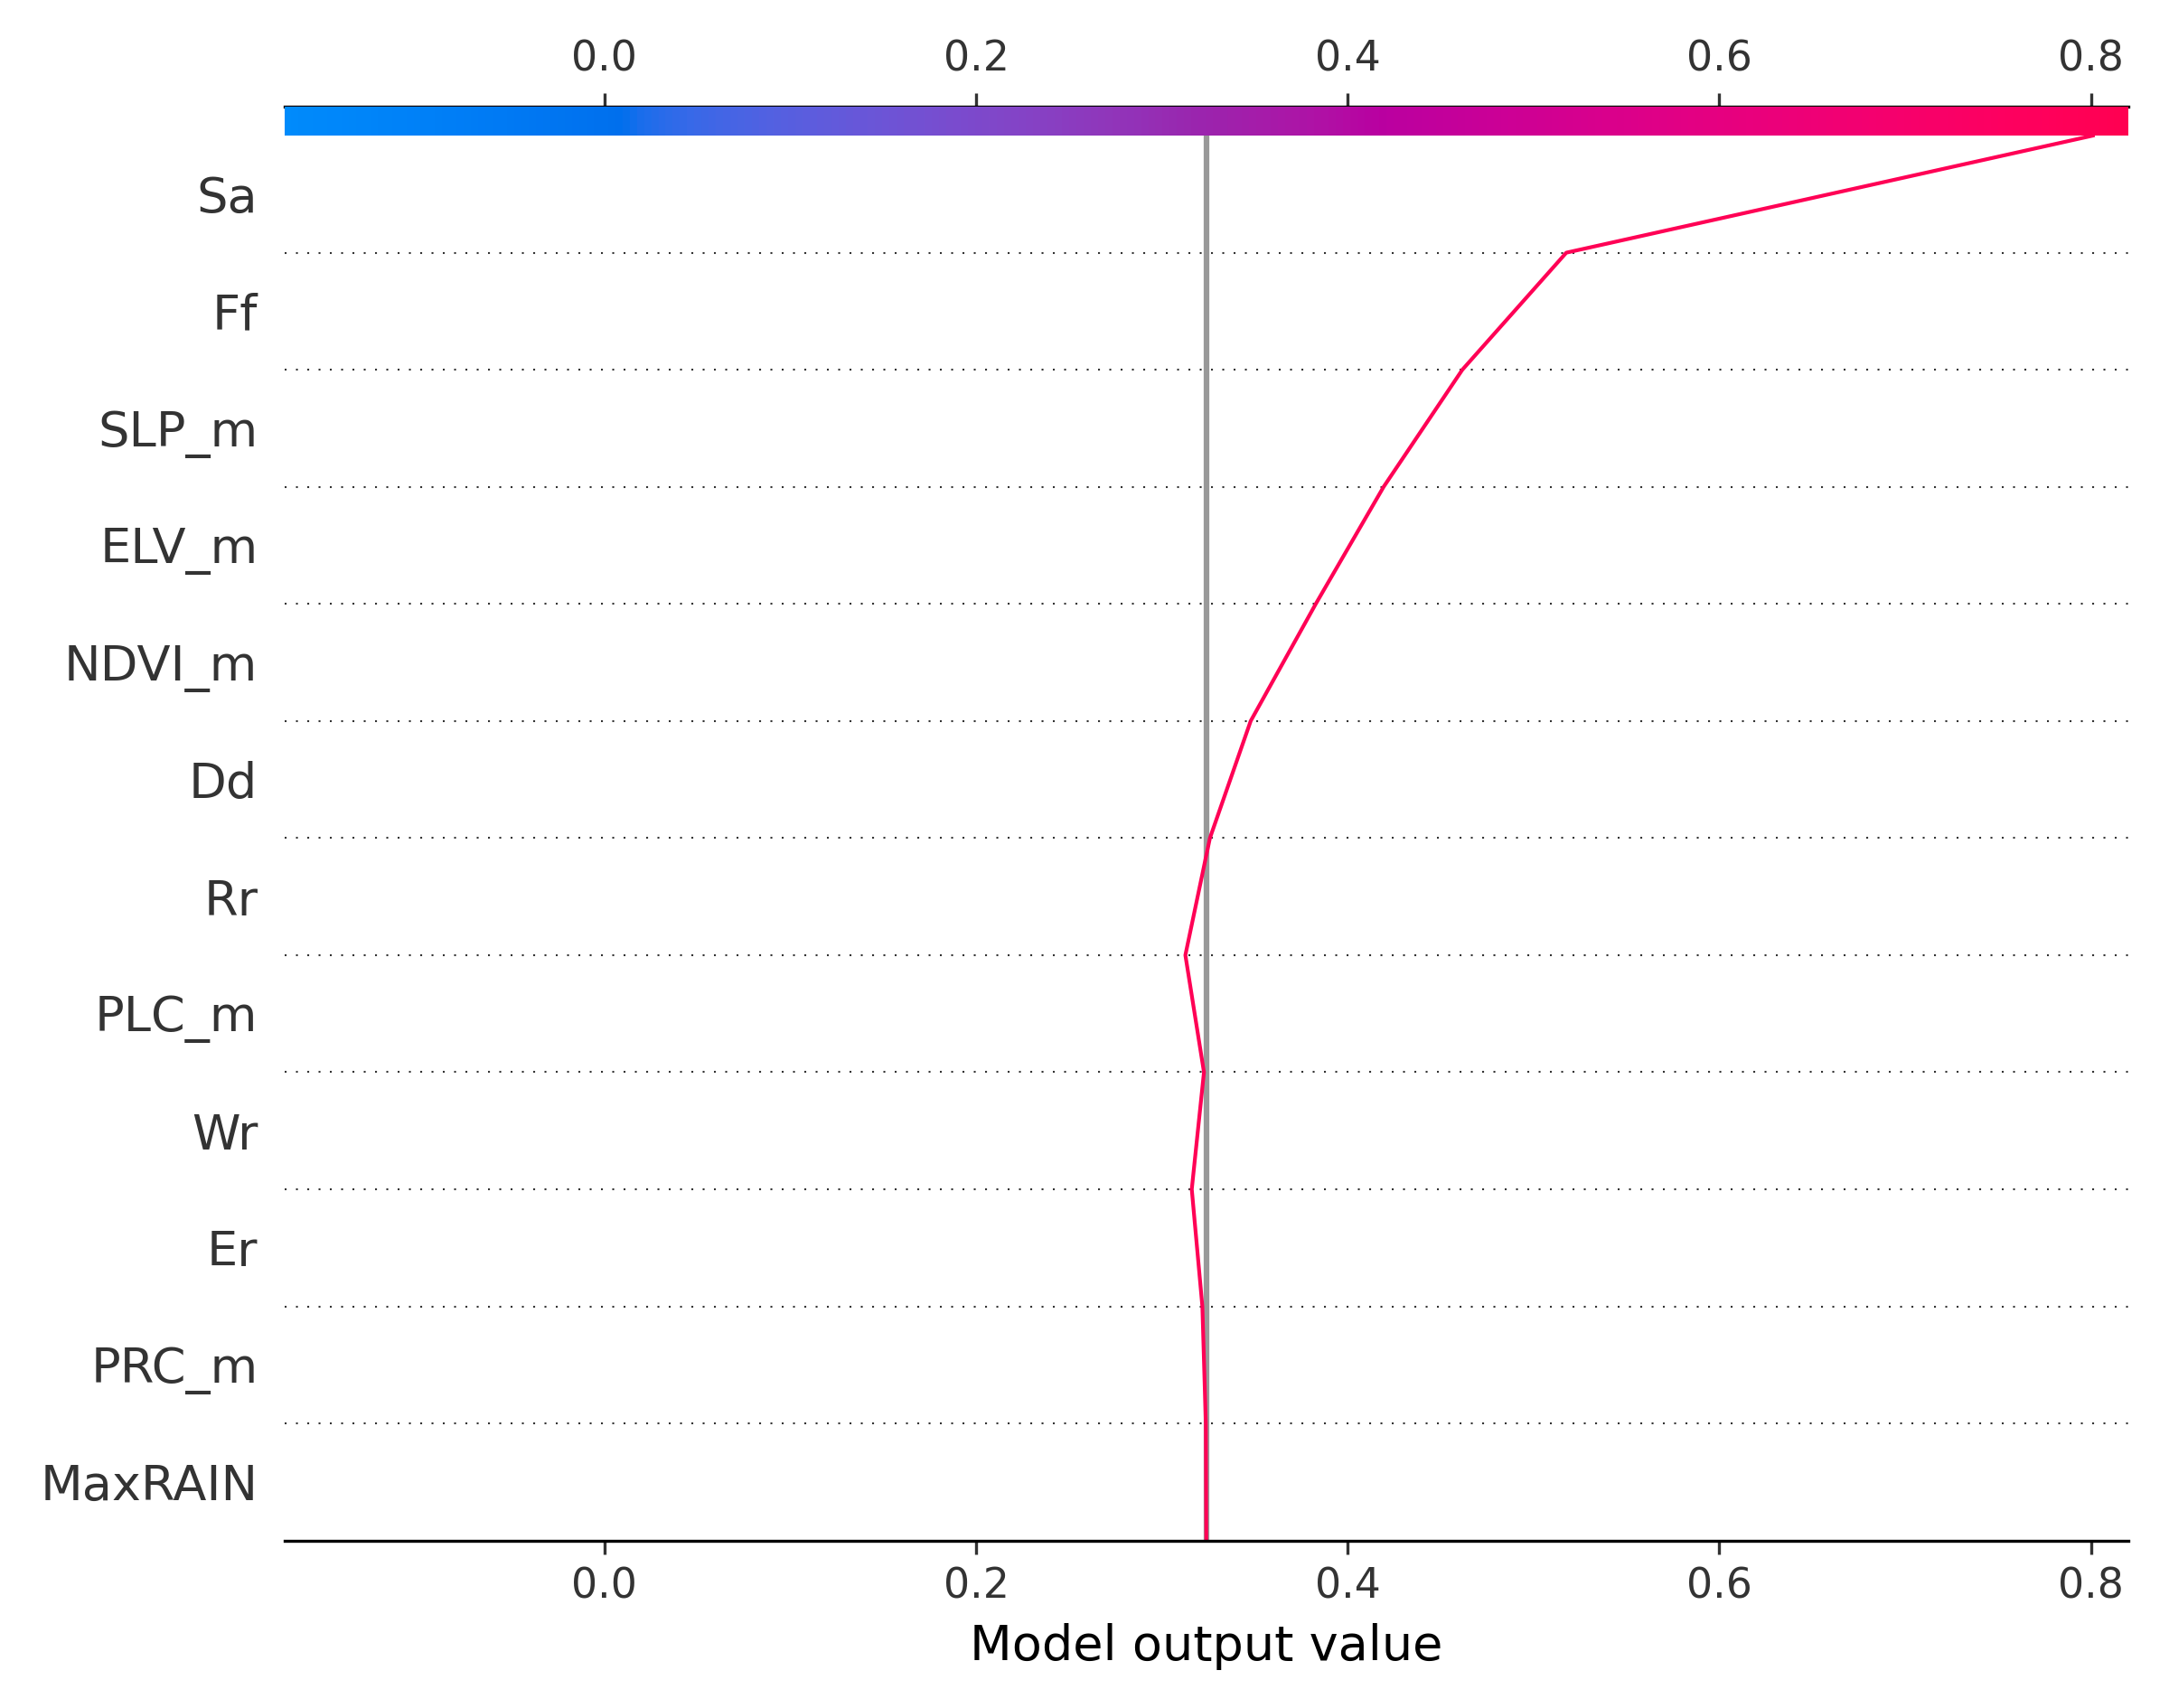 0.0 0.2 0.4 0.6 0.8
Sa
Ff
SLP_m
ELV_m
NDVI_m
Dd
Rr
PLC_m
Wr
Er
PRC_m
MaxRAIN
0.0 0.2 0.4 0.6 0.8
Model output value